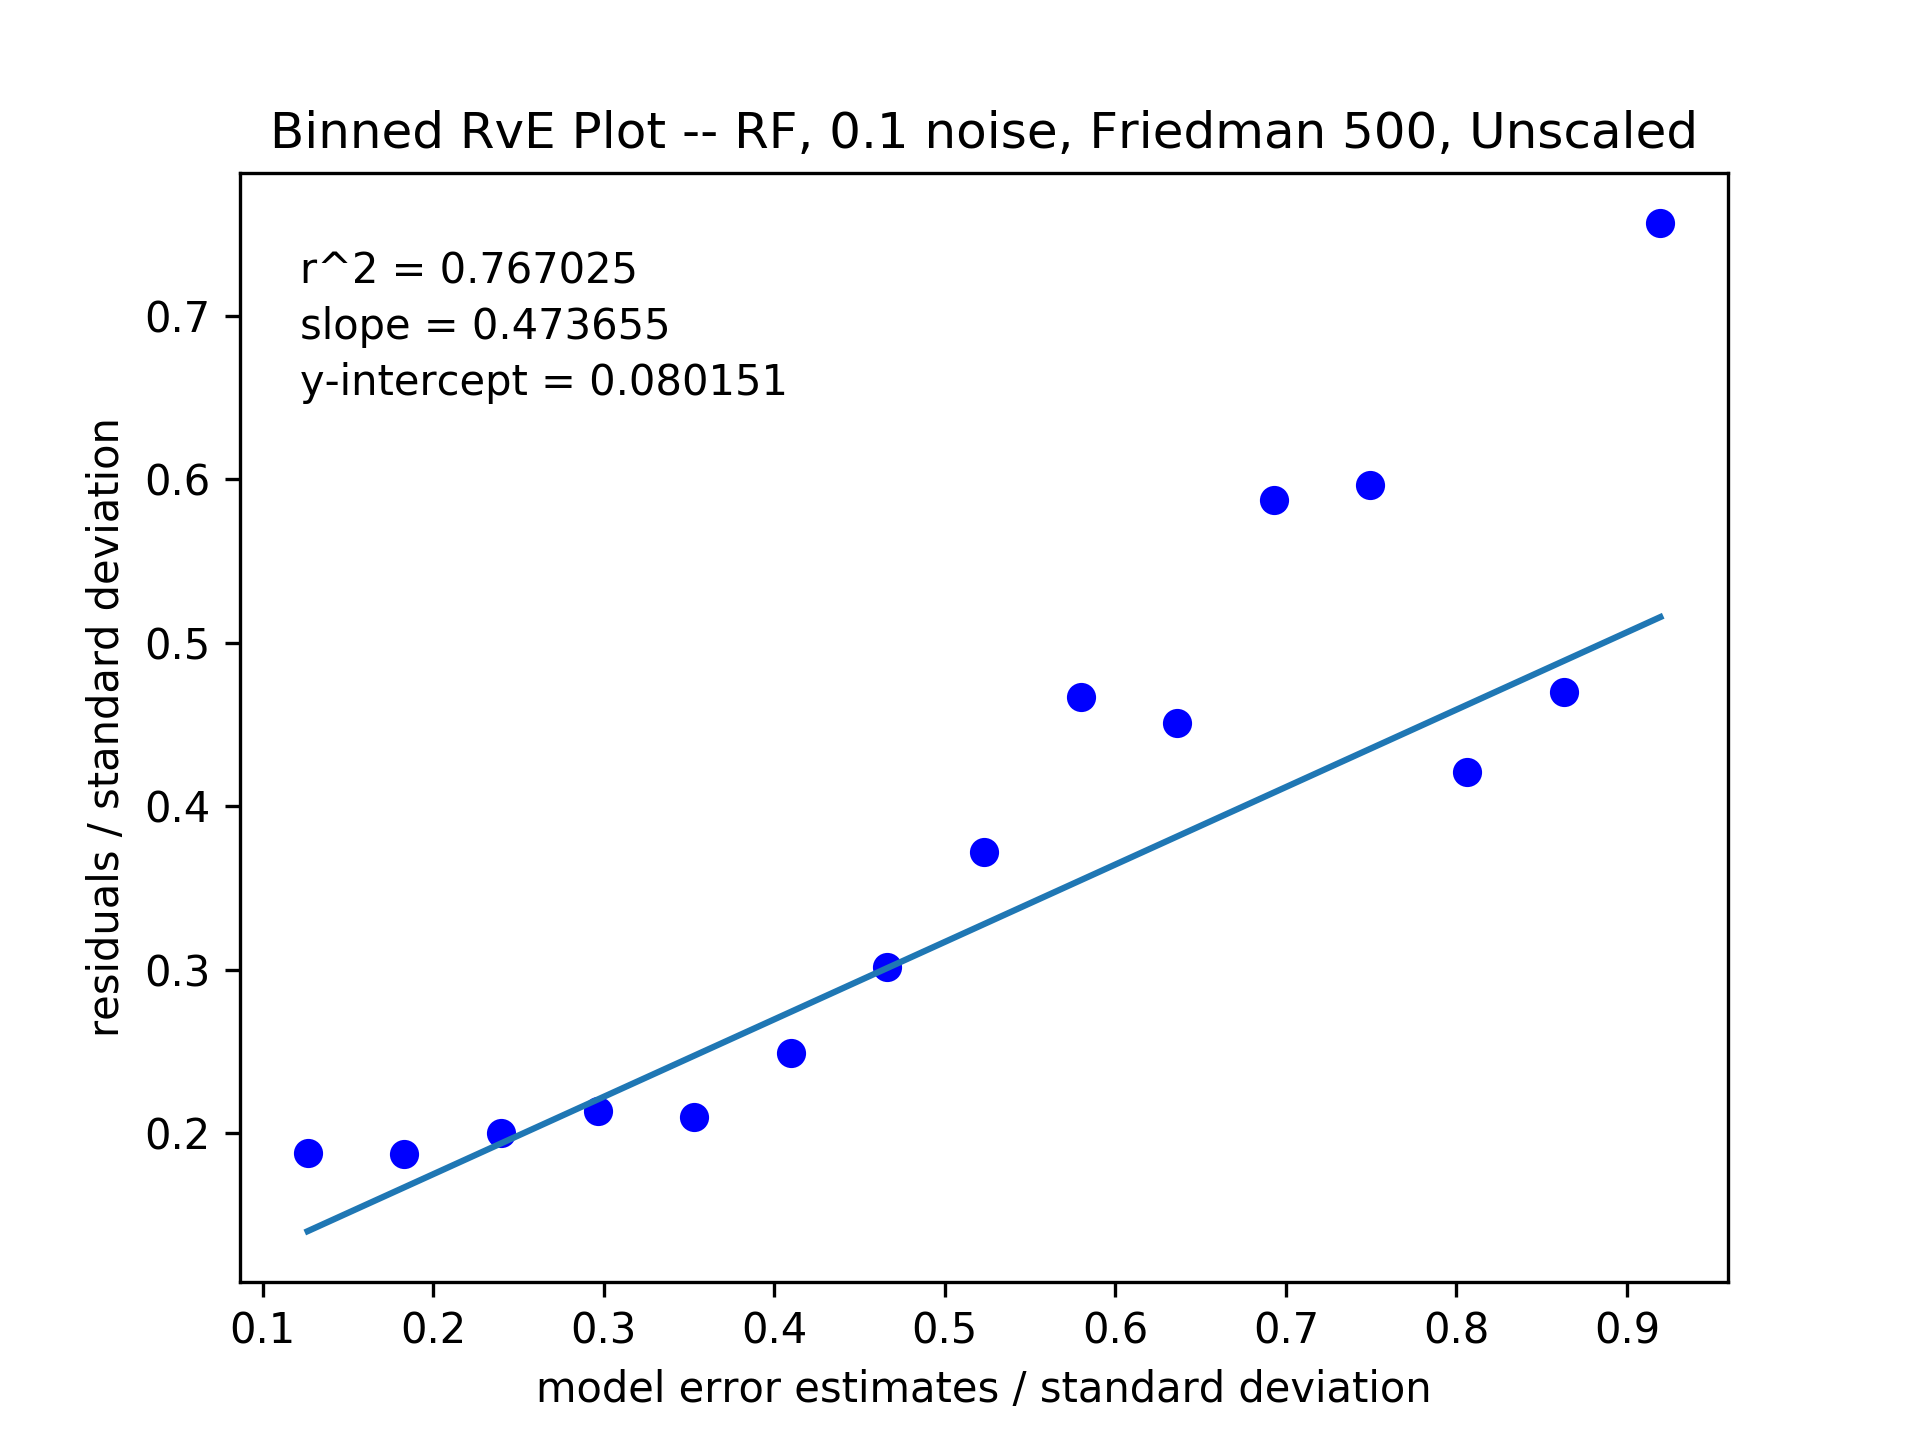 Binned RvE Plot -- RF, 0.1 noise, Friedman 500, Unscaled
r^2 = 0.767025
slope = 0.473655
y-intercept = 0.080151
residuals / standard deviation
0.7
0.6
0.5
0.4
0.3
0.2
0.1 0.2 0.3 0.4 0.5 0.6 0.7 0.8 0.9
model error estimates / standard deviation